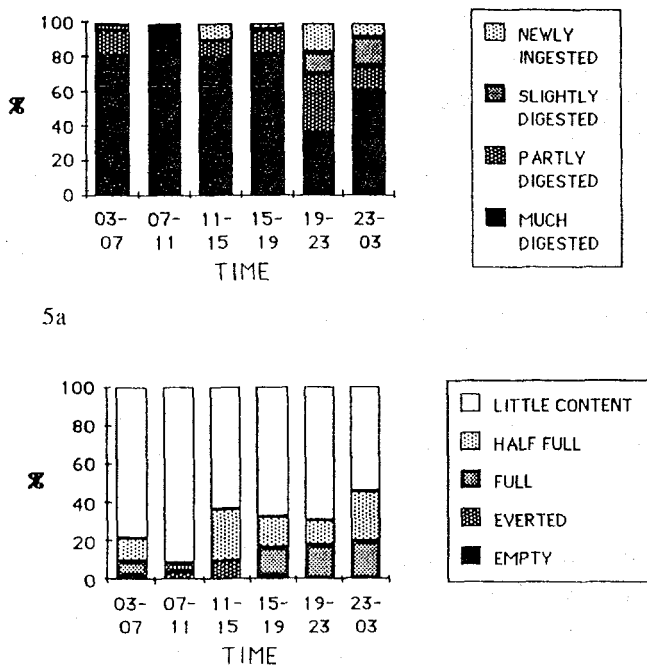 100
80
60
40
20
0
%
03- 07- 11- 15- 19- 23-
07 11 15 19 23 03
TIME
NEWLY
INGESTED
SLIGHTLY
DIGESTED
PARTLY
DIGESTED
MUCH
DIGESTED
5a
100
80
60
40
20
0
%
03- 07- 11- 15- 19- 23-
07 11 15 19 23 03
TIME
LITTLE CONTENT
HALF FULL
FULL
EVERTED
EMPTY